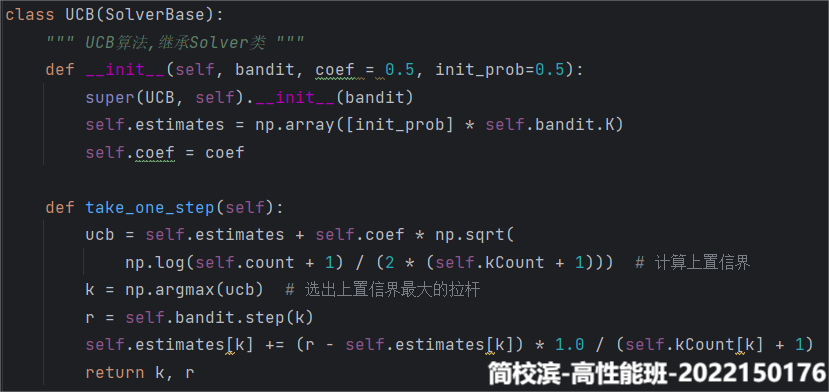 class UCB(SolverBase):
    """ UCB算法,继承Solver类 """
    def __init__(self, bandit, coef = 0.5, init_prob=0.5):
        super(UCB, self).__init__(bandit)
        self.estimates = np.array([init_prob] * self.bandit.K)
        self.coef = coef
    def take_one_step(self):
        ucb = self.estimates + self.coef * np.sqrt(
            np.log(self.count + 1) / (2 * (self.kCount + 1)))  # 计算上置信界
        k = np.argmax(ucb)  # 选出上置信界最大的拉杆
        r = self.bandit.step(k)
        self.estimates[k] += (r - self.estimates[k]) * 1.0 / (self.kCount[k] + 1)
        return k, r
简校滨-高性能班-2022150176